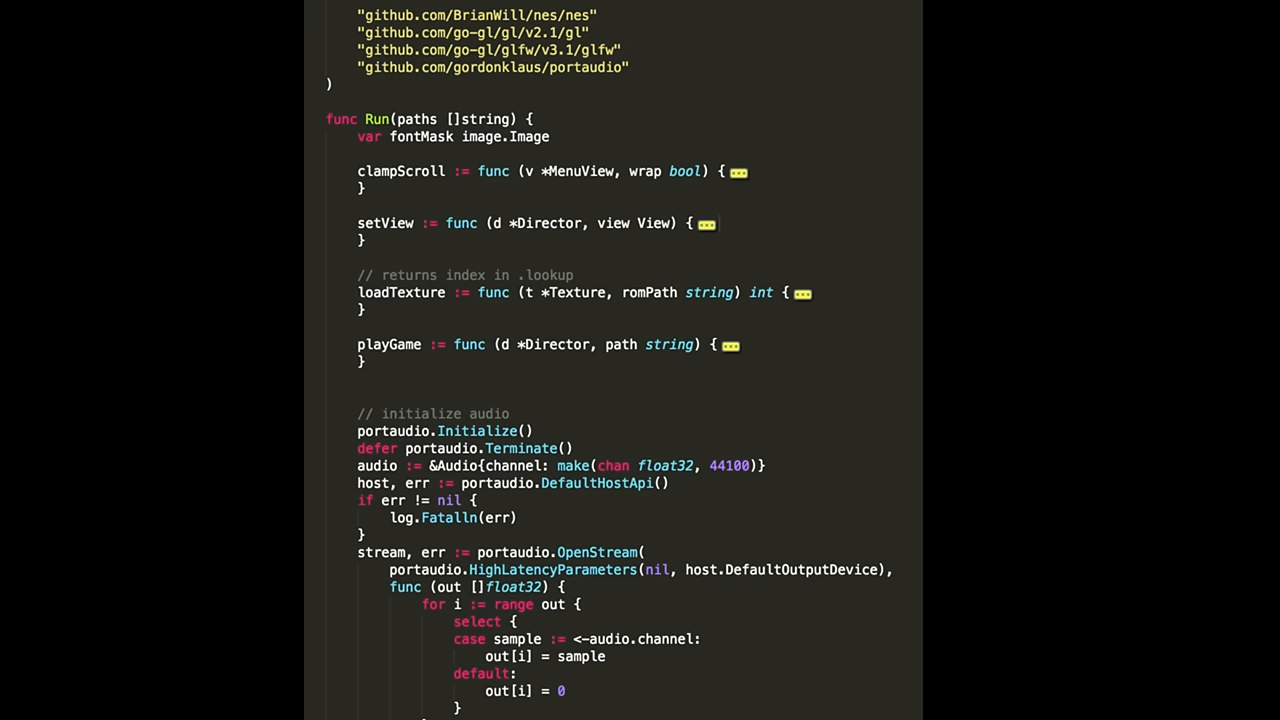 "github.com/BrianWill/nes/nes"
"github.com/go-gl/gl/v2.1/gl"
"github.com/go-gl/glfw/v3.1/glfw"
"github.com/gordonklaus/portaudio"
)
func Run(paths []string) {
var fontMask image.Image
clampScroll := func (v *MenuView, wrap bool) {
}
setView := func (d *Director, view View) {
}
// returns index in .lookup
loadTexture := func (t *Texture, romPath string) int {
}
playGame := func (d *Director, path string) {
}
// initialize audio
portaudio.Initialize()
defer portaudio.Terminate()
audio := &Audio{channel: make(chan float32, 44100)}
host, err := portaudio.DefaultHostApi()
if err != nil {
log.Fatalln(err)
}
stream, err := portaudio.OpenStream(
portaudio.HighLatencyParameters(nil, host.DefaultOutputDevice),
func (out []float32) {
for i := range out {
select {
case sample := <-audio.channel:
out[i] = sample
default:
out[i] = 0
}